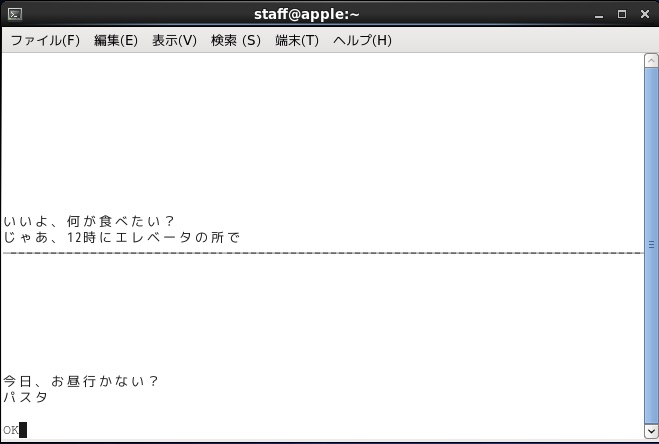 staff@apple:~
ファイル(F) 編集(E) 表示(V) 検索 (S) 端末(T) ヘルプ(H)
いいよ、何が食べたい？
じゃあ、12時にエレベータの所で
今日、お昼行かない？
パスタ
OK